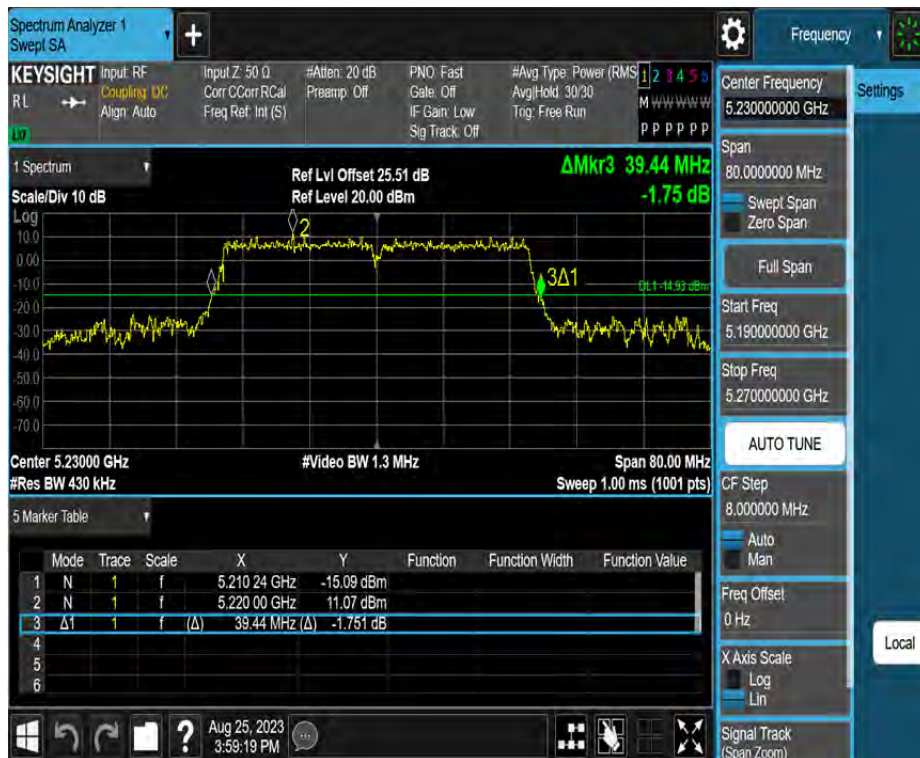 Spectrum Analyzer 1
Swept SA
+
Frequency
KEYSIGHT
Input: RF
Input Z: 50 Ω
#Atten: 20 dB
PNO: Fast
#Avg Type: Power (RMS
1 2 3 4 5 6
RL
Coupling: DC
Corr CCorr RCal
Preamp: Off
Gate: Off
Avg|Hold: 30/30
M W W W W W
Align: Auto
Freq Ref: Int (S)
IF Gain: Low
Trig: Free Run
Sig Track: Off
P P P P P P
LXI
Center Frequency
5.230000000 GHz
Settings
1 Spectrum
Ref Lvl Offset 25.51 dB
ΔMkr3 39.44 MHz
Scale/Div 10 dB
Ref Level 20.00 dBm
-1.75 dB
Span
80.0000000 MHz
Swept Span
Zero Span
Log
10.0
0.00
-10.0
-20.0
-30.0
-40.0
-50.0
-60.0
-70.0
2
3Δ1
DL1 -14.93 dBm
Full Span
Start Freq
5.190000000 GHz
Stop Freq
5.270000000 GHz
AUTO TUNE
Center 5.23000 GHz
#Video BW 1.3 MHz
Span 80.00 MHz
#Res BW 430 kHz
Sweep 1.00 ms (1001 pts)
CF Step
8.000000 MHz
Auto
Man
5 Marker Table
Mode Trace Scale X Y Function Function Width Function Value
1 N 1 f 5.210 24 GHz -15.09 dBm
2 N 1 f 5.220 00 GHz 11.07 dBm
3 Δ1 1 f (Δ) 39.44 MHz (Δ) -1.751 dB
4
5
6
Freq Offset
0 Hz
X Axis Scale
Log
Lin
Local
Signal Track
(Span Zoom)
?
Aug 25, 2023
3:59:19 PM